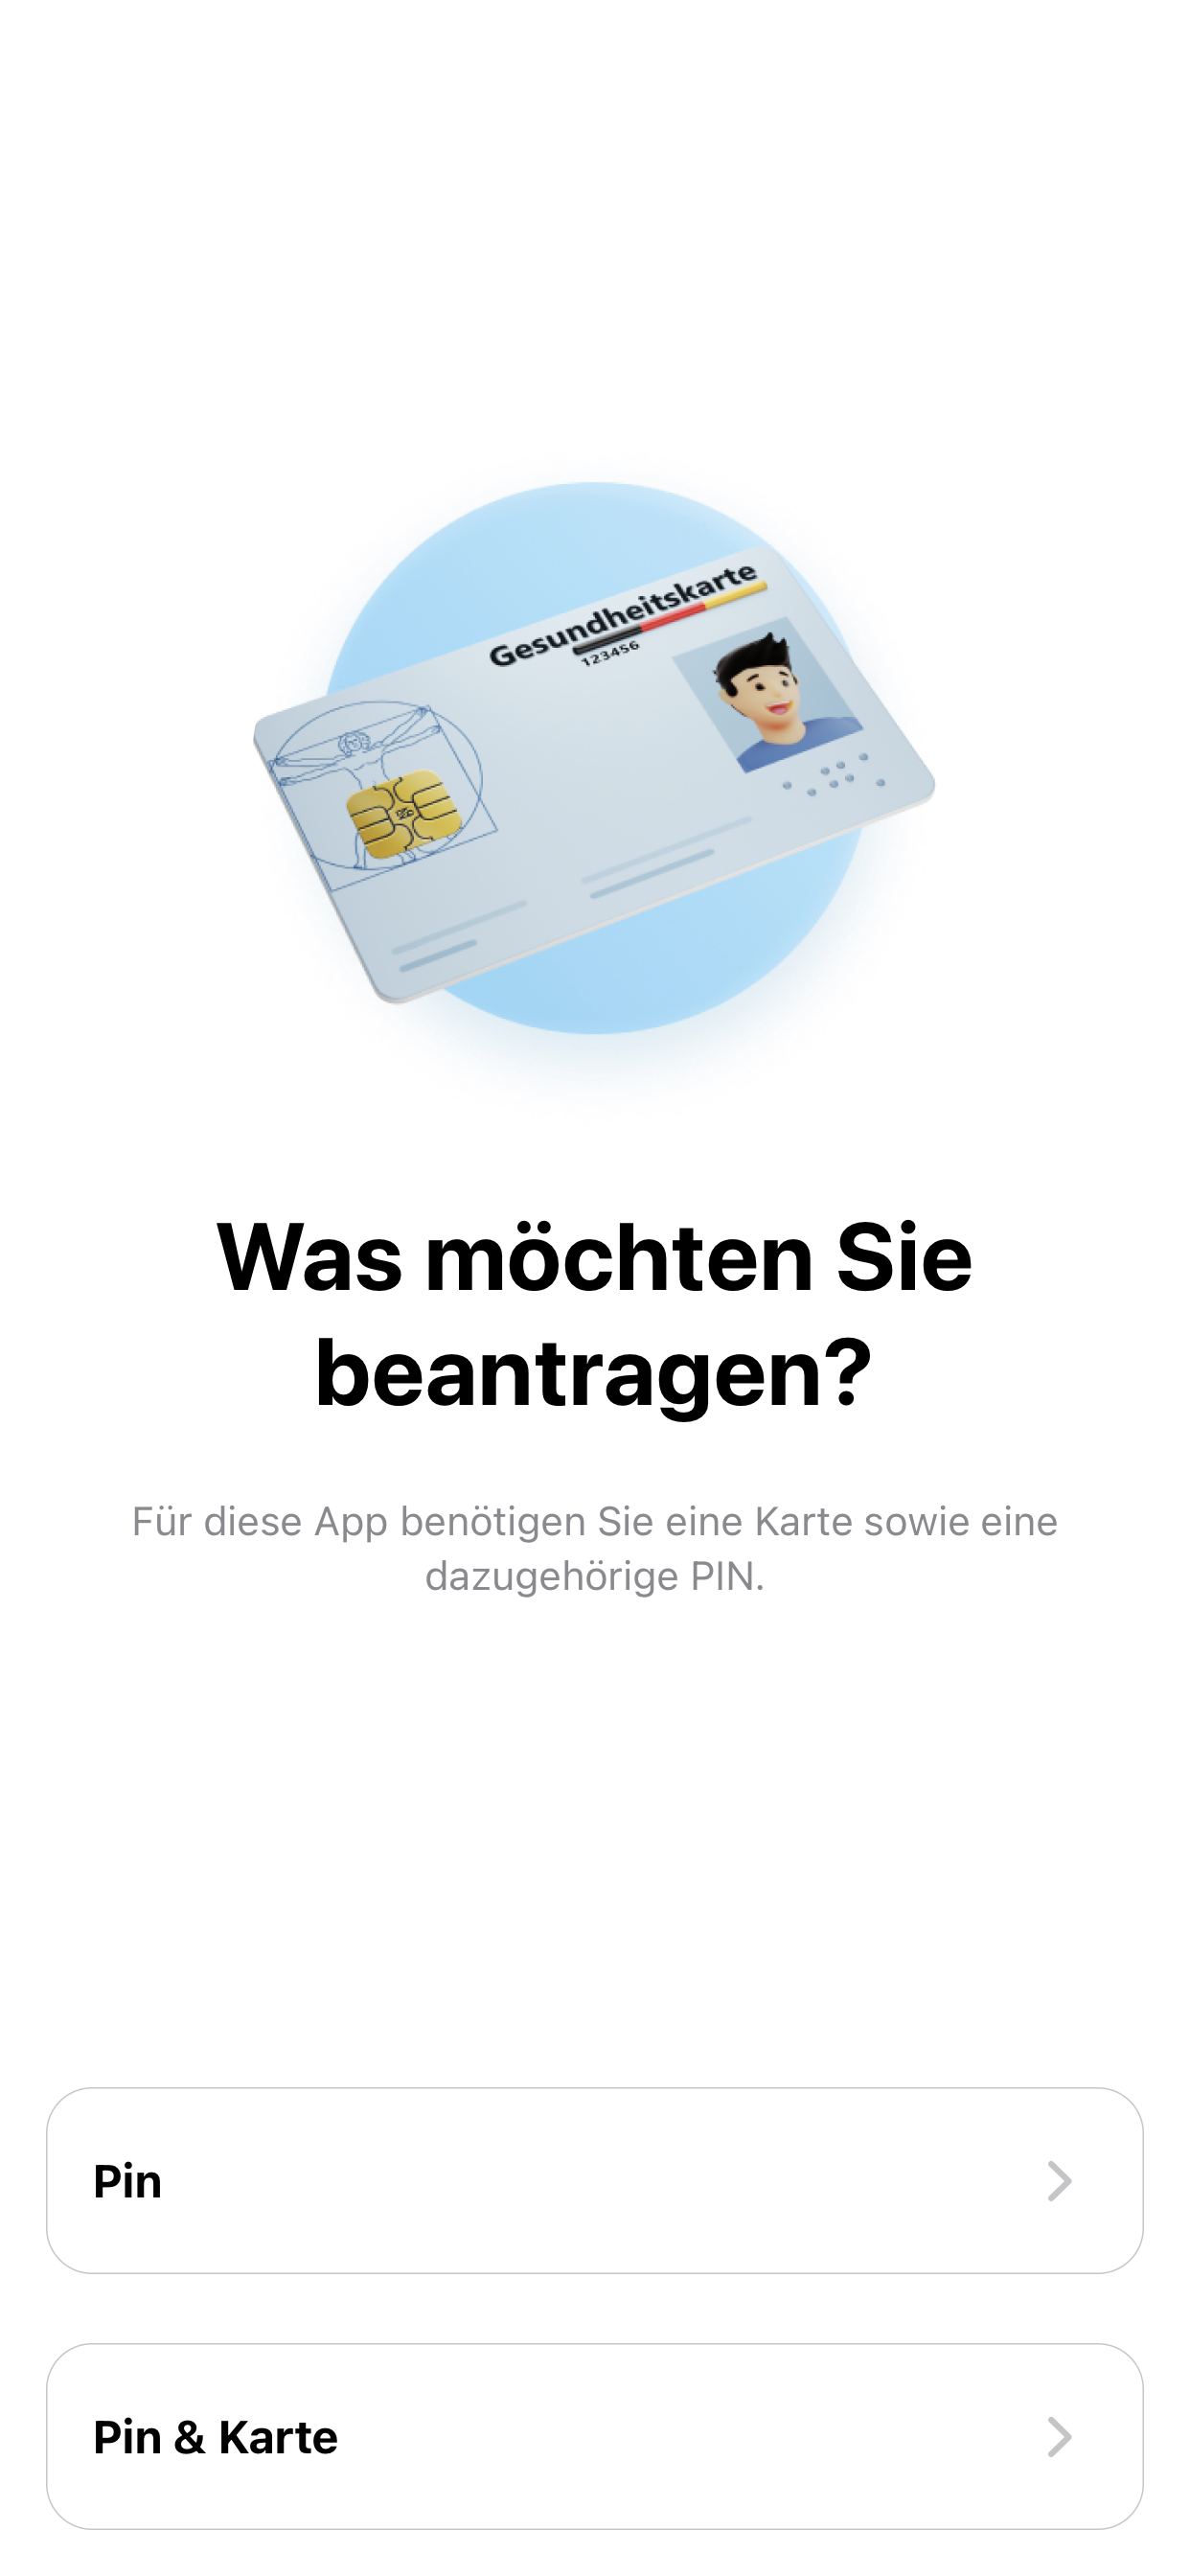 Gesundheitskarte
123456
Was möchten Sie
beantragen?
Für diese App benötigen Sie eine Karte sowie eine
dazugehörige PIN.
Pin
Pin & Karte